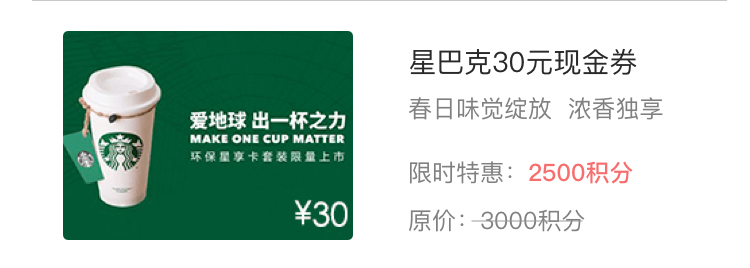 爱地球 出一杯之力
MAKE ONE CUP MATTER
环保星享卡套装限量上市
¥30
星巴克30元现金券
春日味觉绽放 浓香独享
限时特惠：2500积分
原价：3000积分